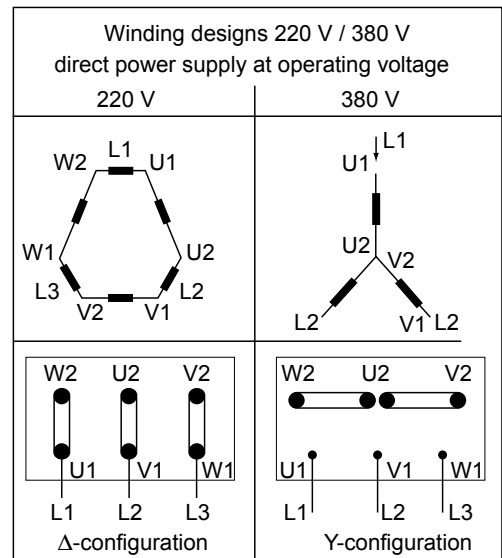 Winding designs 220 V / 380 V
direct power supply at operating voltage
220 V 380 V
L1
W2 U1
W1 U2
L3 L2
V2 V1
L1
U1
U2 V2
L2 V1 L2
W2 U2 V2
U1 V1 W1
L1 L2 L3
Δ-configuration
W2 U2 V2
U1 V1 W1
L1 L2 L3
Y-configuration